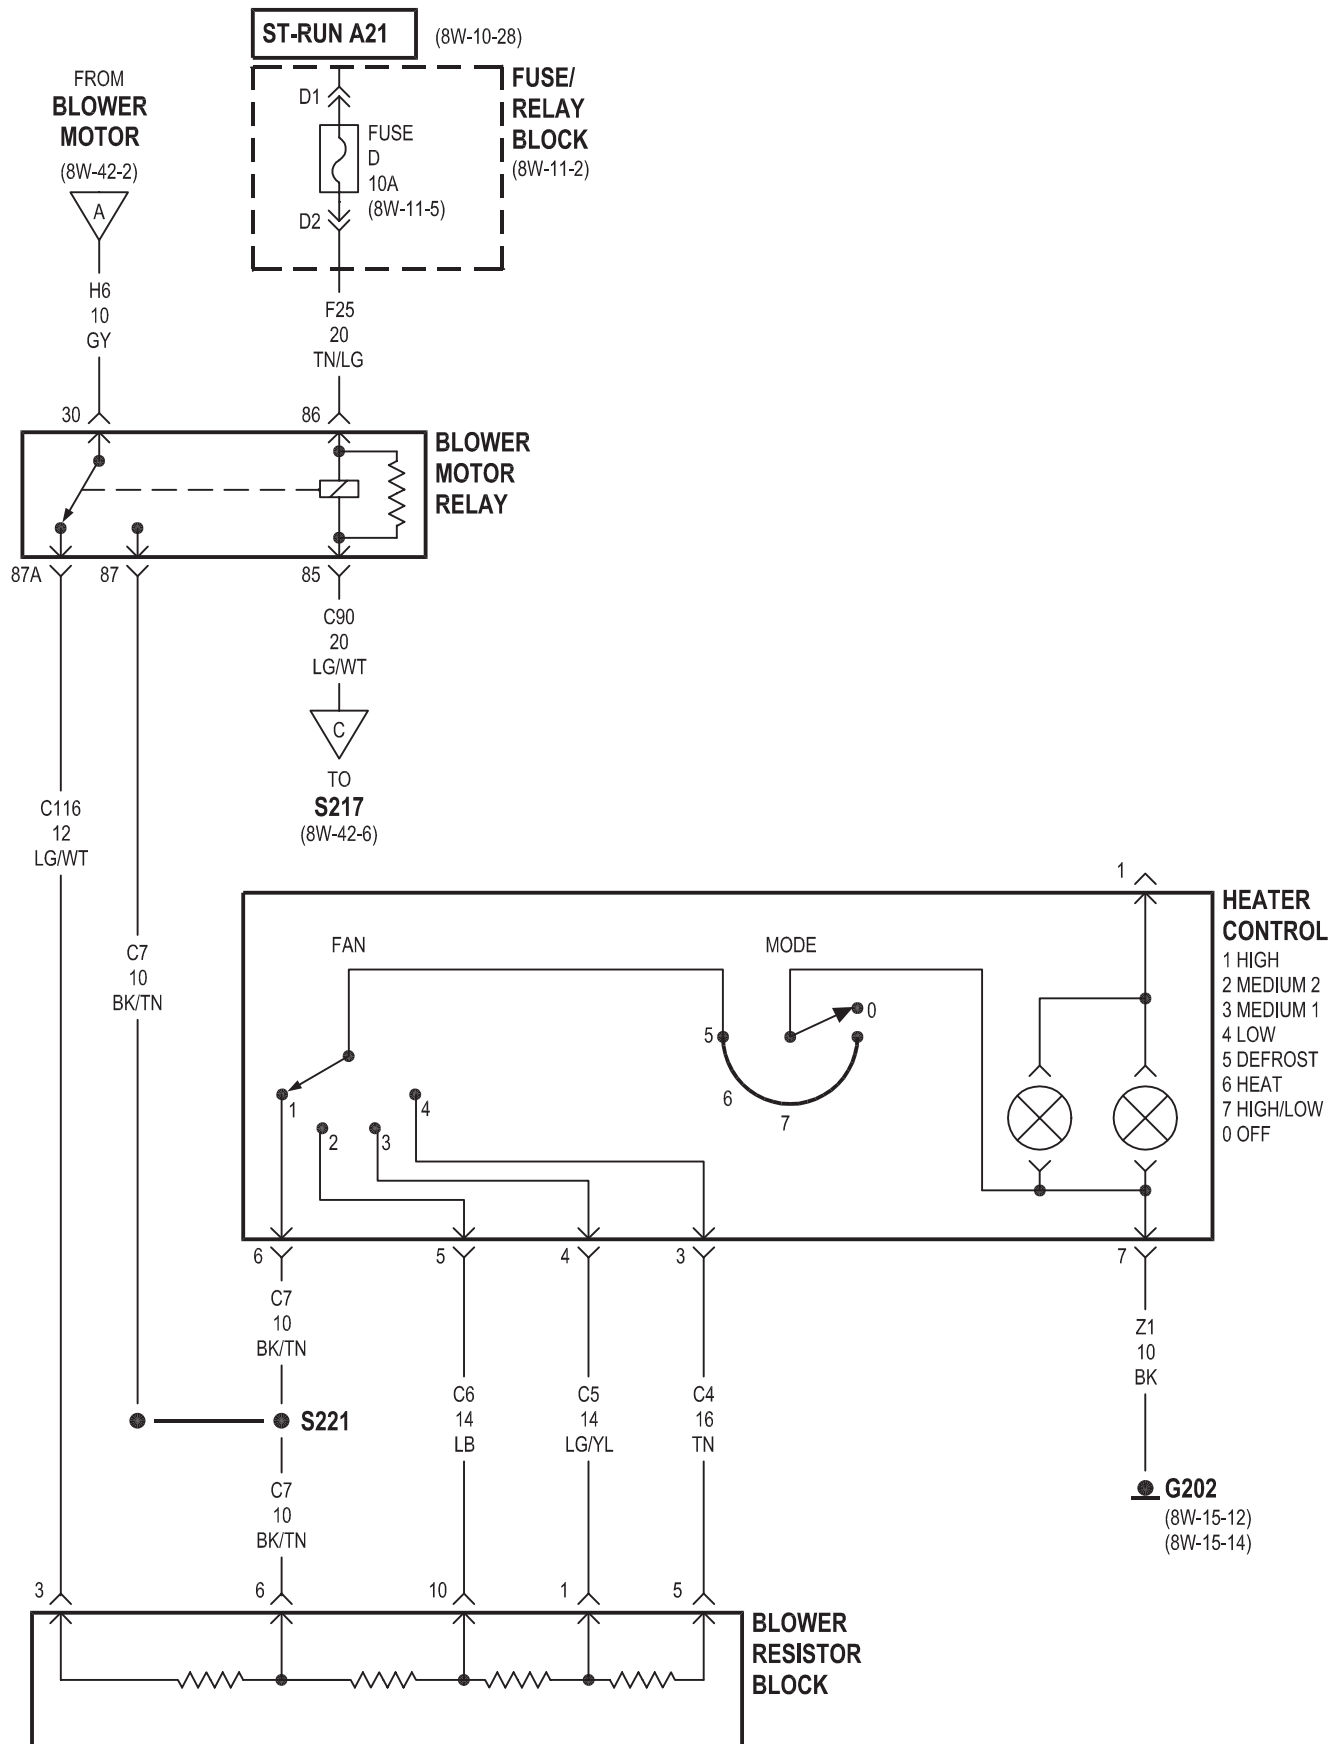 ST-RUN A21
(8W-10-28)
FROM
BLOWER
MOTOR
(8W-42-2)
A
D1
FUSE
D
10A
(8W-11-5)
D2
FUSE/
RELAY
BLOCK
(8W-11-2)
H6
10
GY
F25
20
TN/LG
30
86
BLOWER
MOTOR
RELAY
87A
87
85
C90
20
LG/WT
C
TO
S217
(8W-42-6)
C116
12
LG/WT
C7
10
BK/TN
1
HEATER
CONTROL
1 HIGH
2 MEDIUM 2
3 MEDIUM 1
4 LOW
5 DEFROST
6 HEAT
7 HIGH/LOW
0 OFF
FAN
MODE
0
5
6
7
1
2
3
4
6
5
4
3
7
C7
10
BK/TN
C6
14
LB
C5
14
LG/YL
C4
16
TN
Z1
10
BK
S221
C7
10
BK/TN
G202
(8W-15-12)
(8W-15-14)
3
6
10
1
5
BLOWER
RESISTOR
BLOCK